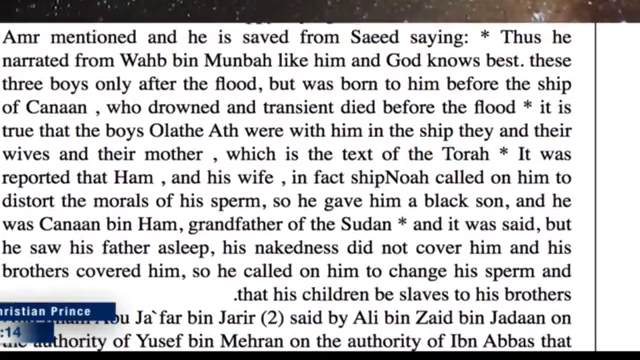 Amr mentioned and he is saved from Saeed saying: * Thus he
narrated from Wahb bin Munbah like him and God knows best. these
three boys only after the flood, but was born to him before the ship
of Canaan , who drowned and transient died before the flood * it is
true that the boys Olathe Ath were with him in the ship they and their
wives and their mother , which is the text of the Torah * It was
reported that Ham , and his wife , in fact shipNoah called on him to
distort the morals of his sperm, so he gave him a black son, and he
was Canaan bin Ham, grandfather of the Sudan * and it was said, but
he saw his father asleep, his nakedness did not cover him and his
brothers covered him, so he called on him to change his sperm and
.that his children be slaves to his brothers
Ja`far bin Jarir (2) said by Ali bin Zaid bin Jadaan on
authority of Yusef bin Mehran on the authority of Ibn Abbas that
hristian Prince
:14